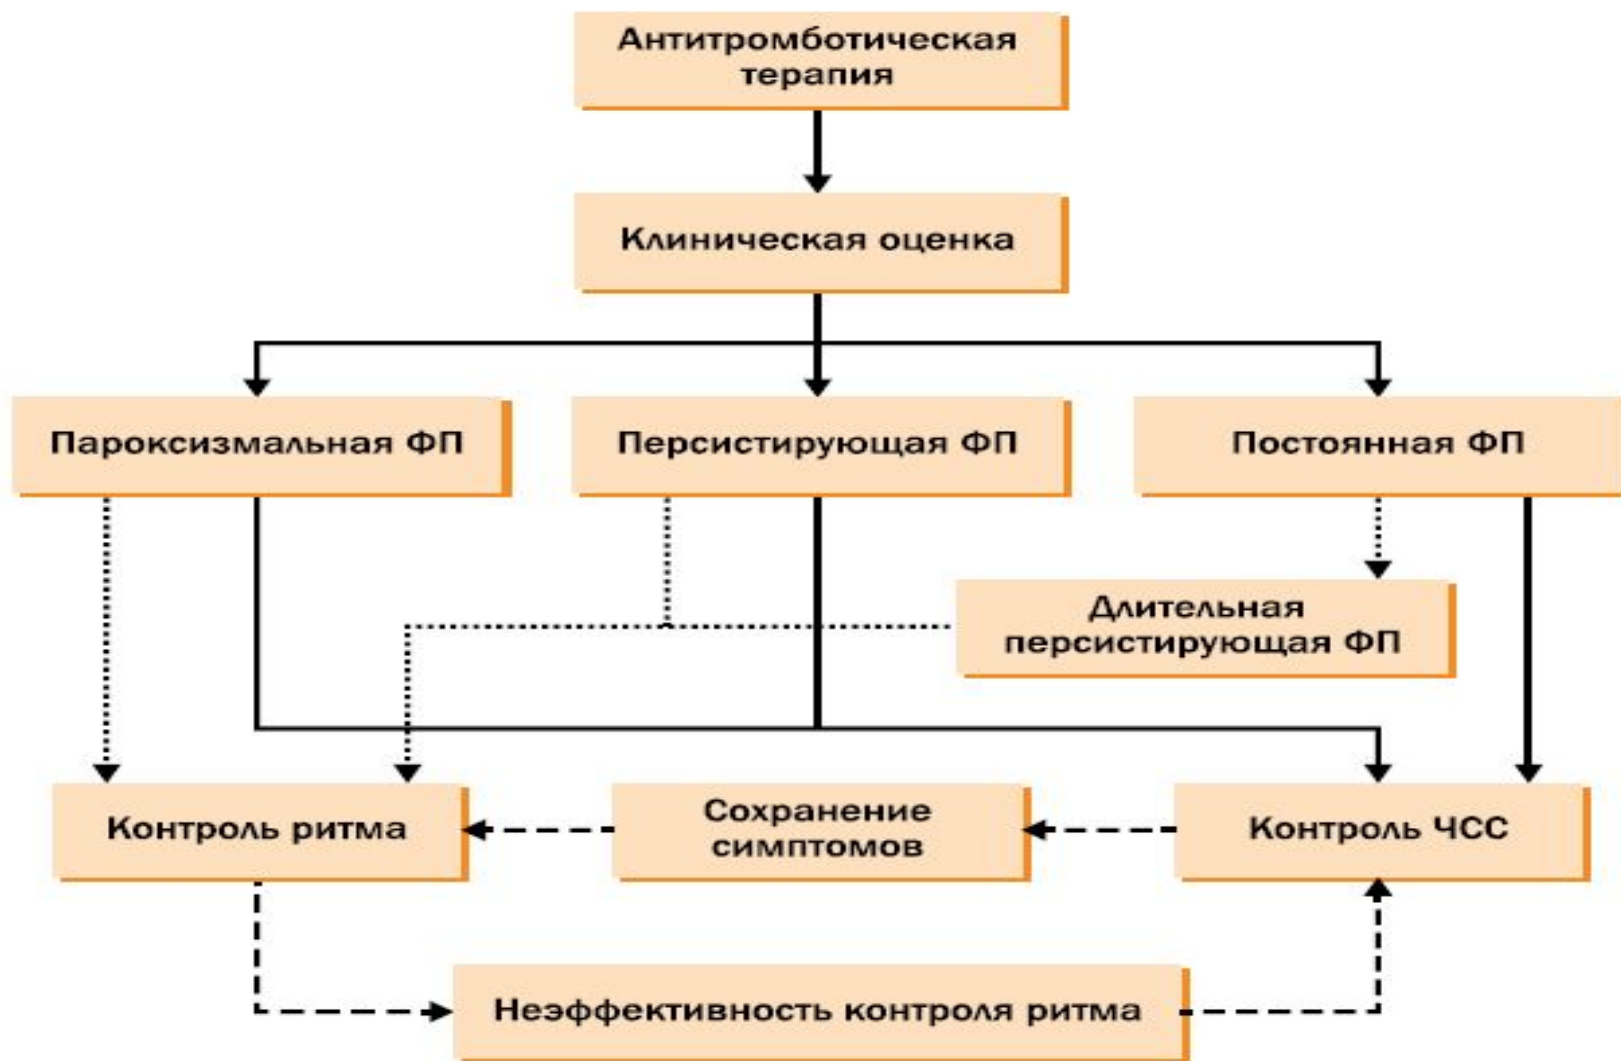 Антитромботическая
терапия
Клиническая оценка
Пароксизмальная ФП
Персистирующая ФП
Постоянная ФП
Длительная
персистирующая ФП
Контроль ритма
Сохранение
симптомов
Контроль ЧСС
Неэффективность контроля ритма